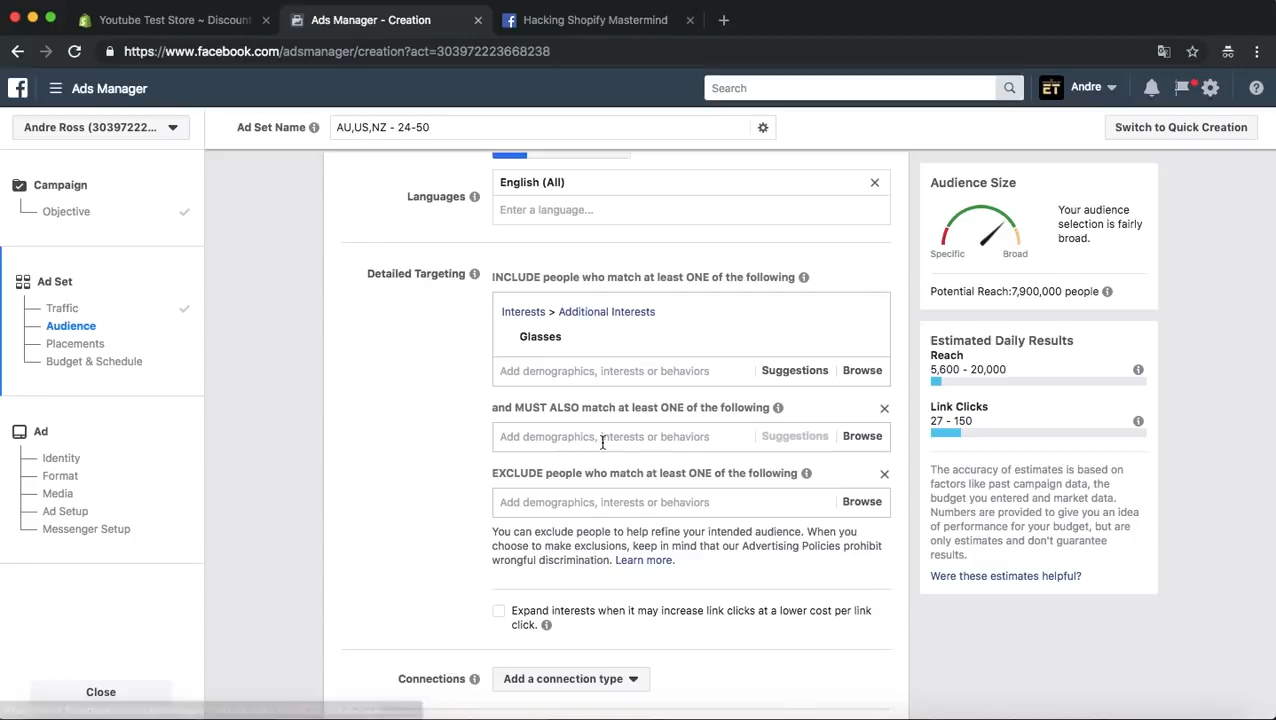 Youtube Test Store ~ Discount
Ads Manager - Creation
Hacking Shopify Mastermind
https://www.facebook.com/adsmanager/creation?act=303972223668238
Ads Manager
Search
Andre
Andre Ross (30397222...
Ad Set Name
AU,US,NZ - 24-50
Switch to Quick Creation
Campaign
Objective
Ad Set
Traffic
Audience
Placements
Budget & Schedule
Ad
Identity
Format
Media
Ad Setup
Messenger Setup
Close
Languages
English (All)
Enter a language...
Detailed Targeting
INCLUDE people who match at least ONE of the following
Interests > Additional Interests
Glasses
Add demographics, interests or behaviors
Suggestions
Browse
and MUST ALSO match at least ONE of the following
Add demographics, interests or behaviors
Suggestions
Browse
EXCLUDE people who match at least ONE of the following
Add demographics, interests or behaviors
Browse
You can exclude people to help refine your intended audience. When you
choose to make exclusions, keep in mind that our Advertising Policies prohibit
wrongful discrimination. Learn more.
Expand interests when it may increase link clicks at a lower cost per link
click.
Connections
Add a connection type
Audience Size
Specific
Broad
Your audience
selection is fairly
broad.
Potential Reach:7,900,000 people
Estimated Daily Results
Reach
5,600 - 20,000
Link Clicks
27 - 150
The accuracy of estimates is based on
factors like past campaign data, the
budget you entered and market data.
Numbers are provided to give you an idea
of performance for your budget, but are
only estimates and don't guarantee
results.
Were these estimates helpful?